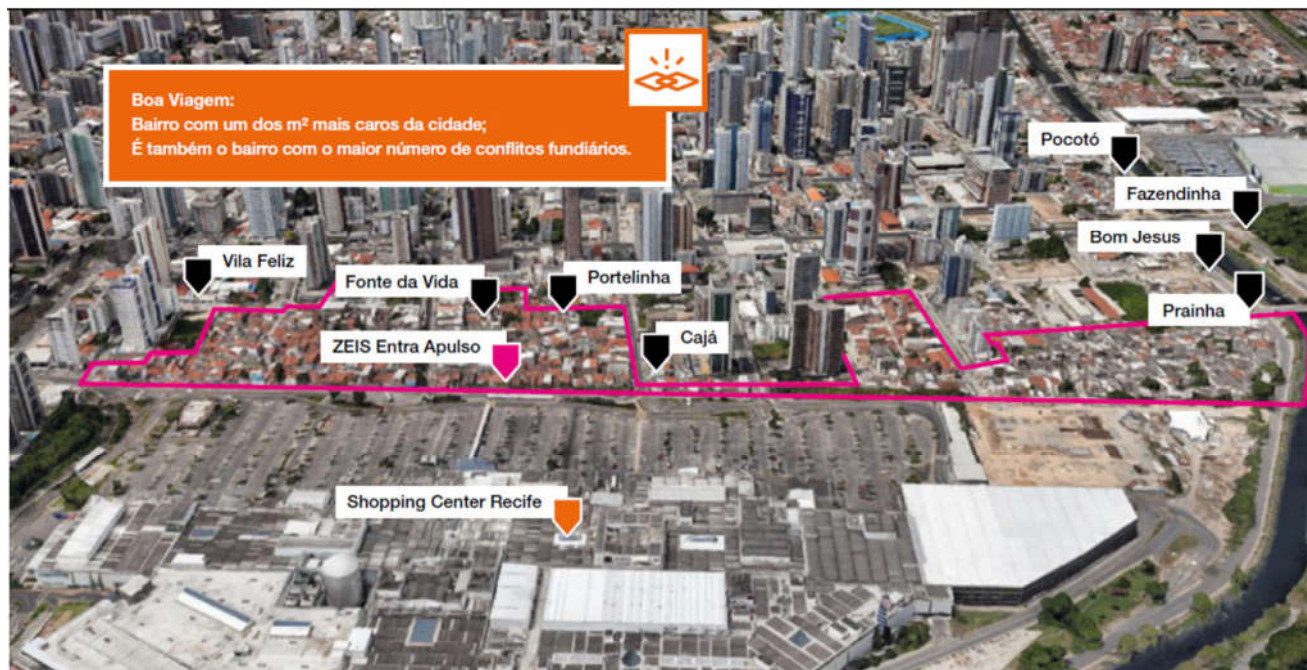 Boa Viagem:
Bairro com um dos m² mais caros da cidade;
É também o bairro com o maior número de conflitos fundiários.
Pocotó
Fazendinha
Bom Jesus
Vila Feliz
Fonte da Vida
Portelinha
Prainha
ZEIS Entra Apulso
Cajá
Shopping Center Recife